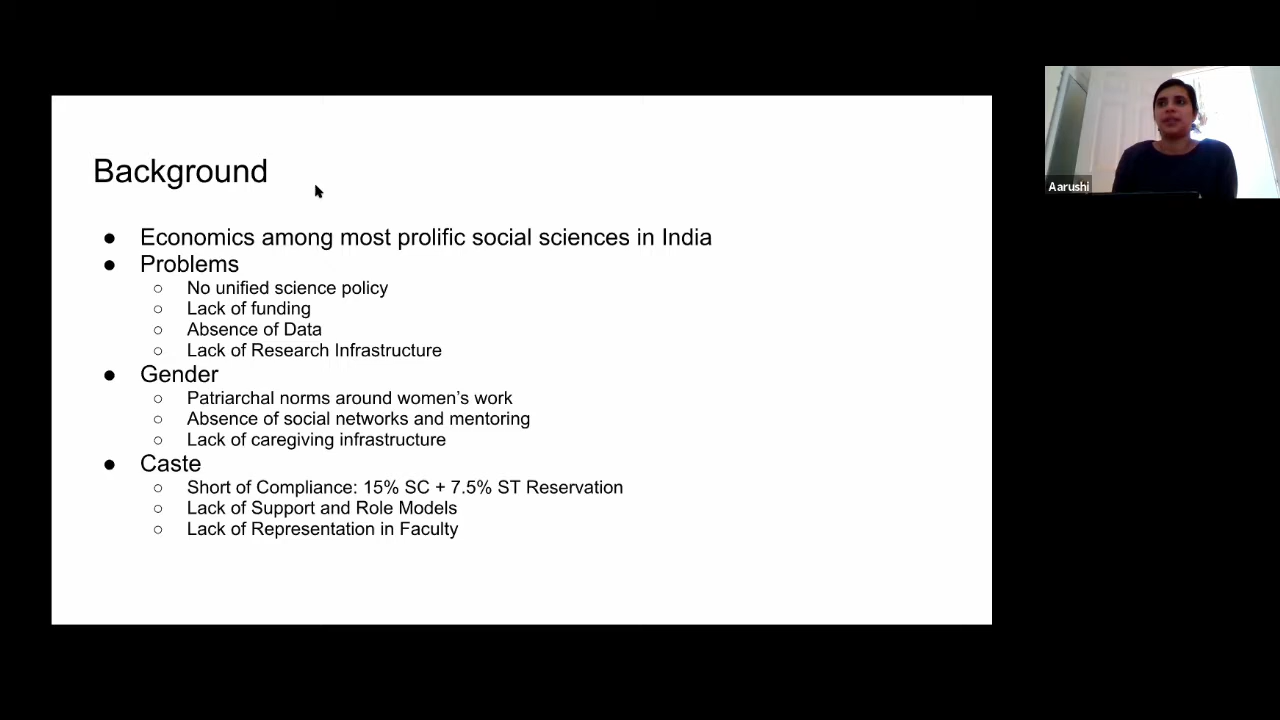 Background
● Economics among most prolific social sciences in India
● Problems
○ No unified science policy
○ Lack of funding
○ Absence of Data
○ Lack of Research Infrastructure
● Gender
○ Patriarchal norms around women's work
○ Absence of social networks and mentoring
○ Lack of caregiving infrastructure
● Caste
○ Short of Compliance: 15% SC + 7.5% ST Reservation
○ Lack of Support and Role Models
○ Lack of Representation in Faculty
Aarushi